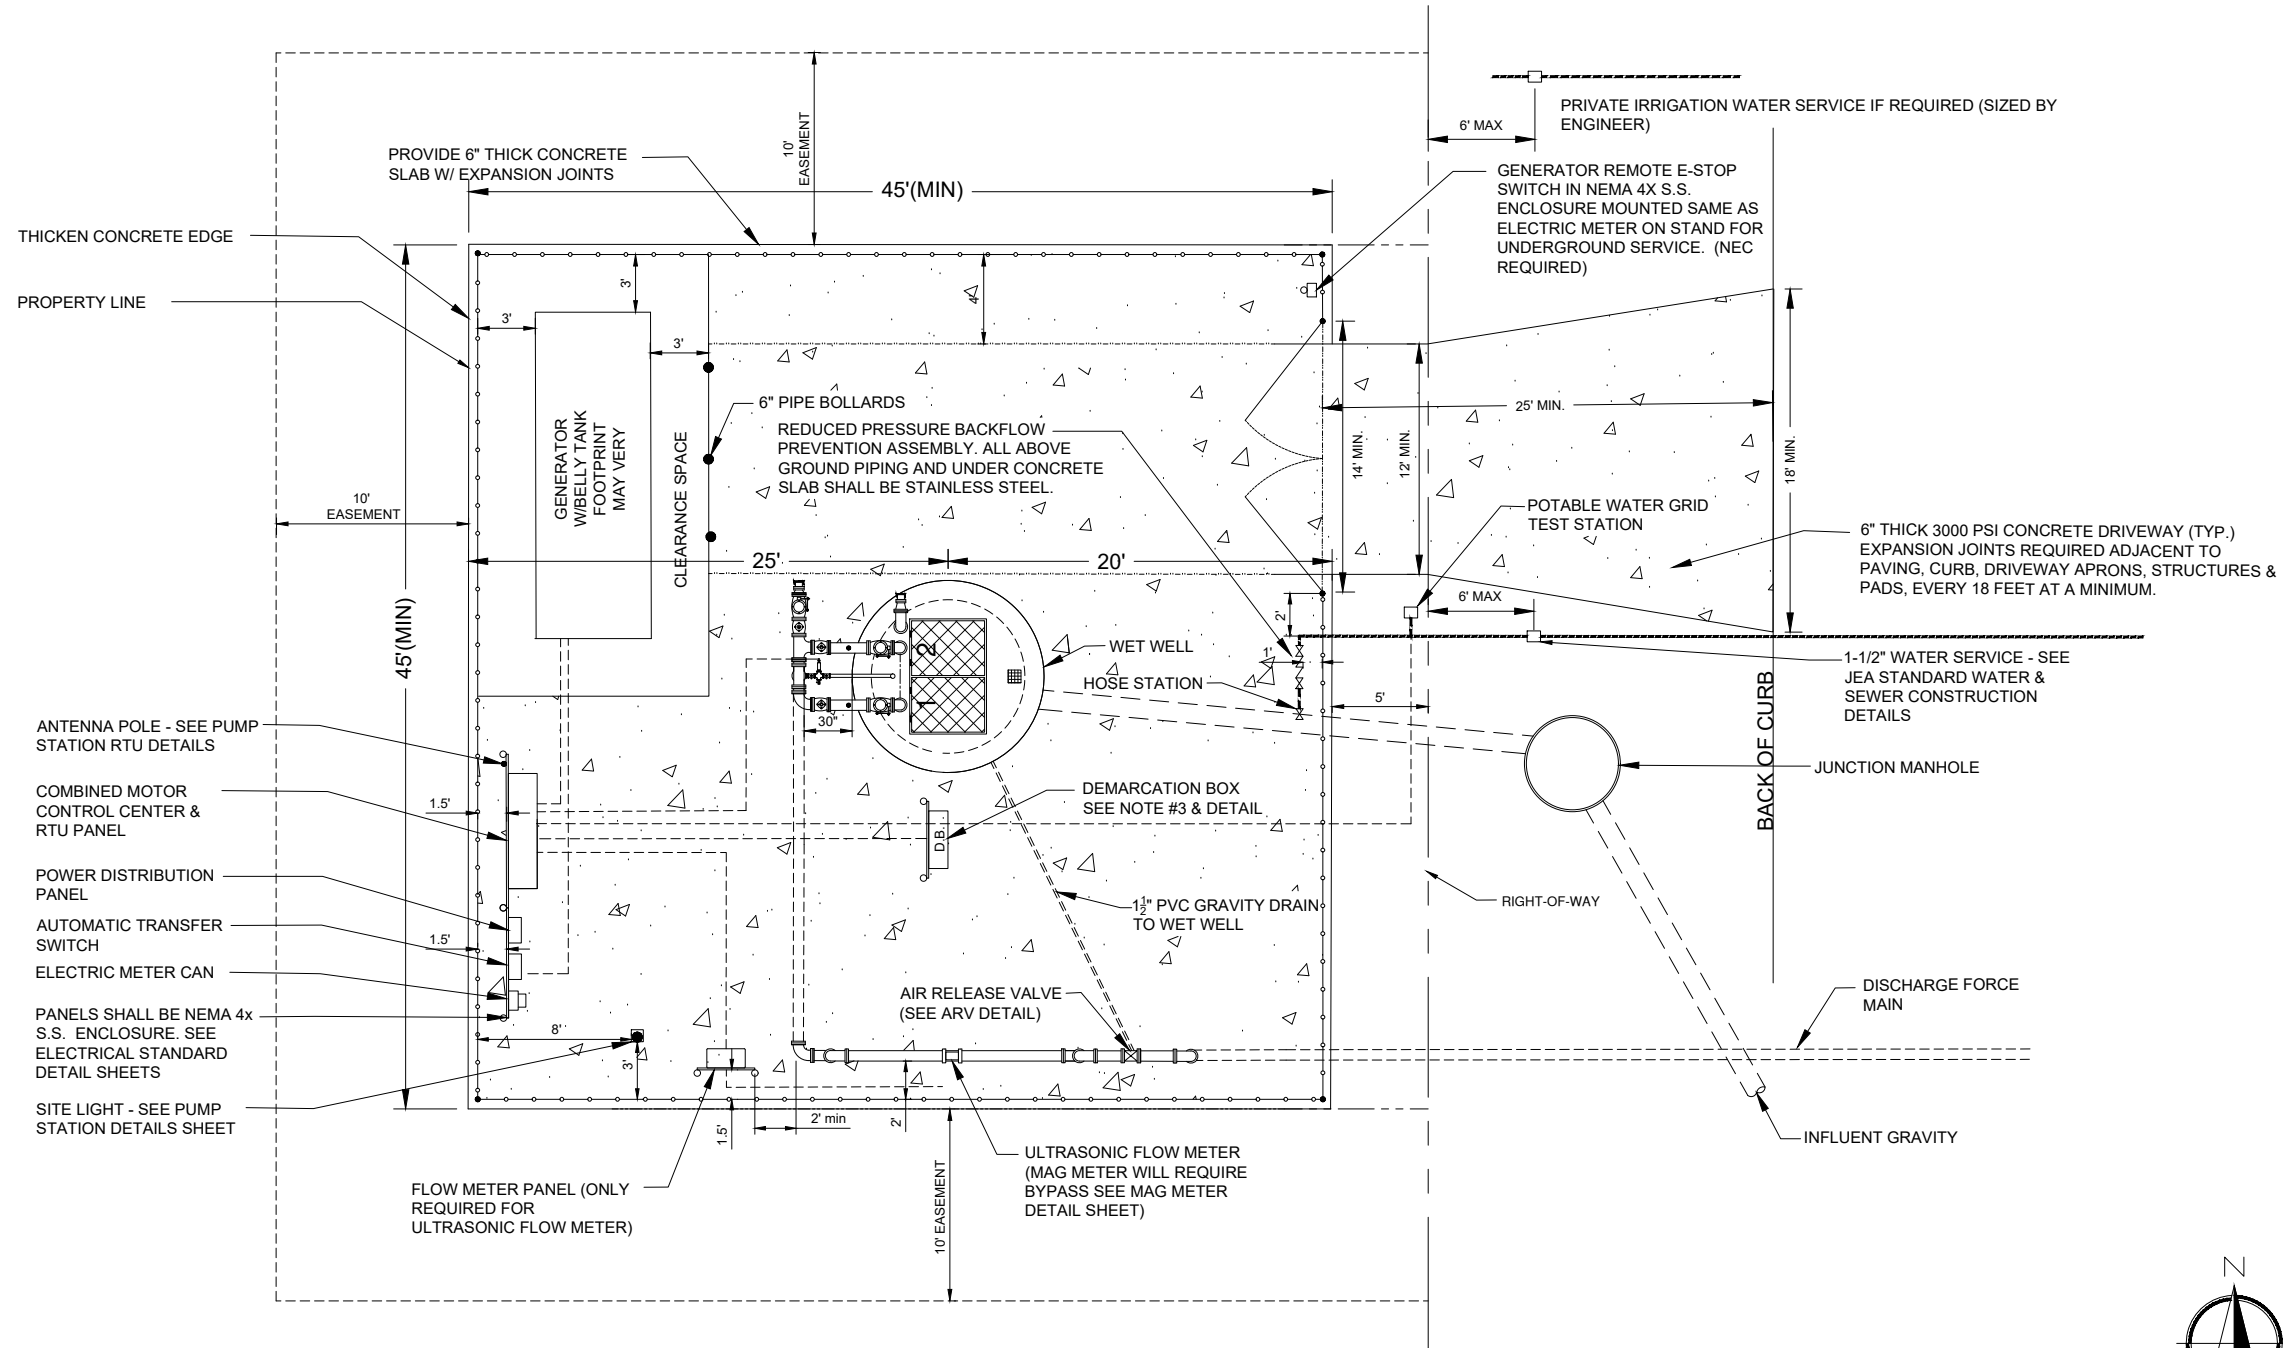 PRIVATE IRRIGATION WATER SERVICE IF REQUIRED (SIZED BY
ENGINEER)
6' MAX
10'
EASEMENT
PROVIDE 6" THICK CONCRETE
SLAB W/ EXPANSION JOINTS
45'(MIN)
GENERATOR REMOTE E-STOP
SWITCH IN NEMA 4X S.S.
ENCLOSURE MOUNTED SAME AS
ELECTRIC METER ON STAND FOR
UNDERGROUND SERVICE. (NEC
REQUIRED)
THICKEN CONCRETE EDGE
PROPERTY LINE
3'
3'
3'
4'
6" PIPE BOLLARDS
REDUCED PRESSURE BACKFLOW
PREVENTION ASSEMBLY. ALL ABOVE
GROUND PIPING AND UNDER CONCRETE
SLAB SHALL BE STAINLESS STEEL.
GENERATOR
W/BELLY TANK
FOOTPRINT
MAY VERY
CLEARANCE SPACE
14' MIN.
12' MIN.
25' MIN.
18' MIN.
10'
EASEMENT
45'(MIN)
25'
20'
POTABLE WATER GRID
TEST STATION
6" THICK 3000 PSI CONCRETE DRIVEWAY (TYP.)
EXPANSION JOINTS REQUIRED ADJACENT TO
PAVING, CURB, DRIVEWAY APRONS, STRUCTURES &
PADS, EVERY 18 FEET AT A MINIMUM.
6' MAX
2'
2
1
WET WELL
1'
HOSE STATION
5'
30"
1-1/2" WATER SERVICE - SEE
JEA STANDARD WATER &
SEWER CONSTRUCTION
DETAILS
BACK OF CURB
JUNCTION MANHOLE
ANTENNA POLE - SEE PUMP
STATION RTU DETAILS
COMBINED MOTOR
CONTROL CENTER &
RTU PANEL
1.5'
DEMARCATION BOX
SEE NOTE #3 & DETAIL
D.B.
POWER DISTRIBUTION
PANEL
AUTOMATIC TRANSFER
SWITCH
1.5'
ELECTRIC METER CAN
1½" PVC GRAVITY DRAIN
TO WET WELL
RIGHT-OF-WAY
AIR RELEASE VALVE
(SEE ARV DETAIL)
DISCHARGE FORCE
MAIN
PANELS SHALL BE NEMA 4x
S.S. ENCLOSURE. SEE
ELECTRICAL STANDARD
DETAIL SHEETS
8'
3'
SITE LIGHT - SEE PUMP
STATION DETAILS SHEET
1.5'
2' min
2'
INFLUENT GRAVITY
ULTRASONIC FLOW METER
(MAG METER WILL REQUIRE
BYPASS SEE MAG METER
DETAIL SHEET)
FLOW METER PANEL (ONLY
REQUIRED FOR
ULTRASONIC FLOW METER)
10' EASEMENT
N